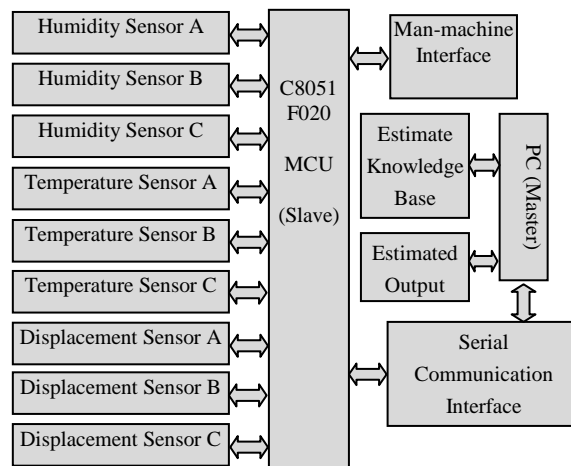 Humidity Sensor A
Humidity Sensor B
Humidity Sensor C
Temperature Sensor A
Temperature Sensor B
Temperature Sensor C
Displacement Sensor A
Displacement Sensor B
Displacement Sensor C
C8051
F020
MCU
(Slave)
Man-machine
Interface
Estimate
Knowledge
Base
Estimated
Output
PC (Master)
Serial
Communication
Interface